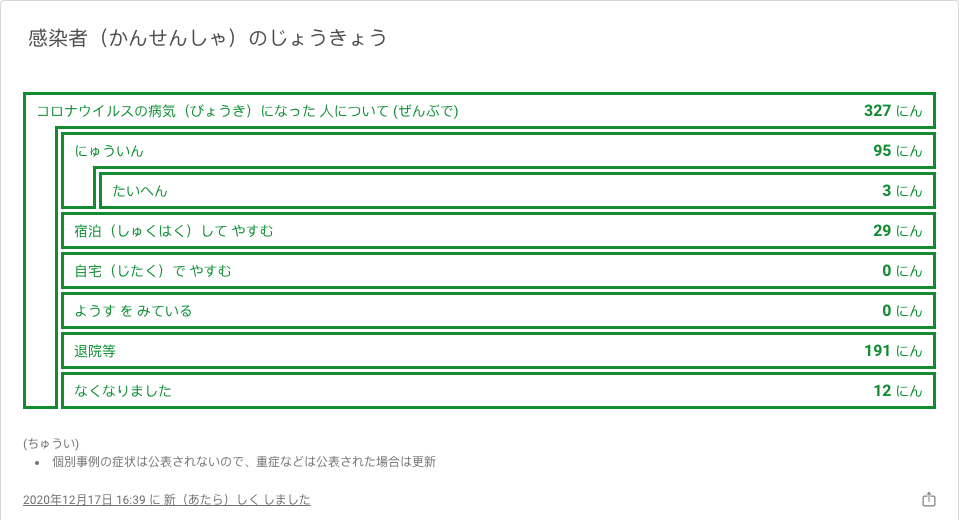 感染者（かんせんしゃ）のじょうきょう
コロナウイルスの病気（びょうき）になった 人について (ぜんぶで) 327 にん
にゅういん 95 にん
たいへん 3 にん
宿泊（しゅくはく）して やすむ 29 にん
自宅（じたく）で やすむ 0 にん
ようす を みている 0 にん
退院等 191 にん
なくなりました 12 にん
(ちゅうい)
• 個別事例の症状は公表されないので、重症などは公表された場合は更新
2020年12月17日 16:39 に 新（あたら）しく しました